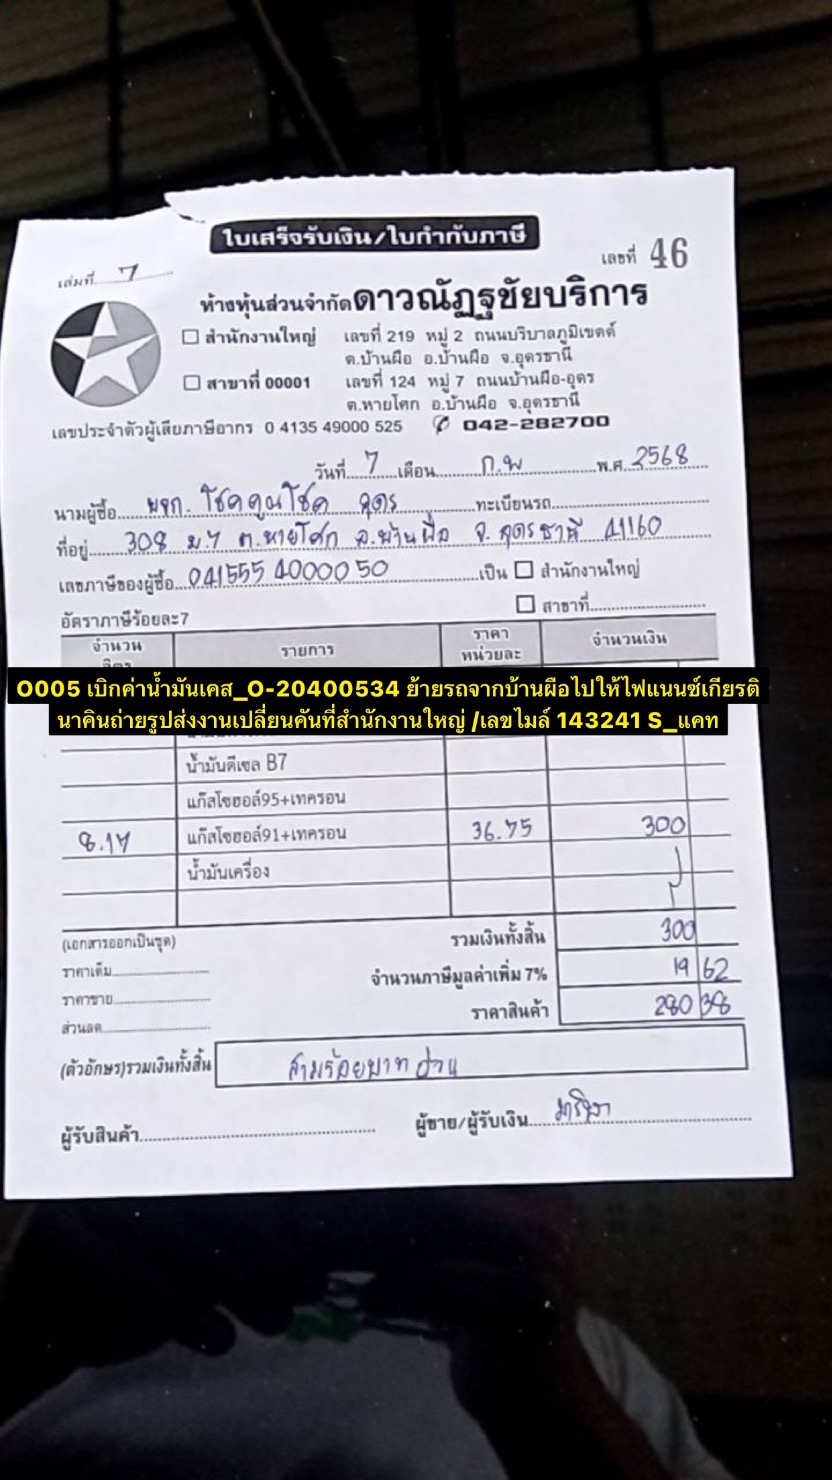 ใบเสร็จรับเงิน/ใบกำกับภาษี
เล่มที่ 7 เลขที่ 46
ห้างหุ้นส่วนจำกัดดาวณัฏฐชัยบริการ
☐ สำนักงานใหญ่ เลขที่ 219 หมู่ 2 ถนนบริบาลภูมิเขตต์
ต.บ้านผือ อ.บ้านผือ จ.อุดรธานี
☐ สาขาที่ 00001 เลขที่ 124 หมู่ 7 ถนนบ้านผือ-อุดร
ต.หายโศก อ.บ้านผือ จ.อุดรธานี
เลขประจำตัวผู้เสียภาษีอากร 0 4135 49000 525 ✆ 042-282700
วันที่ 7 เดือน ก.พ พ.ศ. 2568
นามผู้ซื้อ หจก. โชคคูณโชค อุดร ทะเบียนรถ
ที่อยู่ 308 ม.7 ต.หายโศก อ.บ้านผือ จ.อุดรธานี 41160
เลขภาษีของผู้ซื้อ 0415554000050 เป็น ☐ สำนักงานใหญ่
☐ สาขาที่
อัตราภาษีร้อยละ7
จำนวน ลิตร รายการ ราคา หน่วยละ จำนวนเงิน
O005 เบิกค่าน้ำมันเคส_O-20400534 ย้ายรถจากบ้านผือไปให้ไฟแนนซ์เกียรติ
นาคินถ่ายรูปส่งงานเปลี่ยนคันที่สำนักงานใหญ่ /เลขไมล์ 143241 S_แคท
น้ำมันดีเซล B7
แก๊สโซฮอล์95+เทครอน
8.17 แก๊สโซฮอล์91+เทครอน 36.75 300
น้ำมันเครื่อง
(เอกสารออกเป็นชุด) รวมเงินทั้งสิ้น 300
ราคาเต็ม จำนวนภาษีมูลค่าเพิ่ม 7% 19 62
ราคาขาย ราคาสินค้า 280 38
ส่วนลด
(ตัวอักษร)รวมเงินทั้งสิ้น สามร้อยบาทถ้วน
ผู้รับสินค้า ผู้ขาย/ผู้รับเงิน